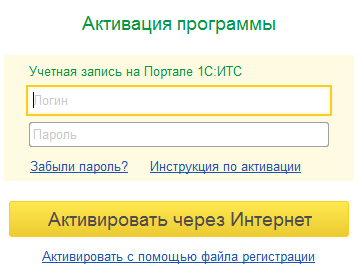 Активация программы
Учетная запись на Портале 1С:ИТС
Логин
Пароль
Забыли пароль? Инструкция по активации
Активировать через Интернет
Активировать с помощью файла регистрации